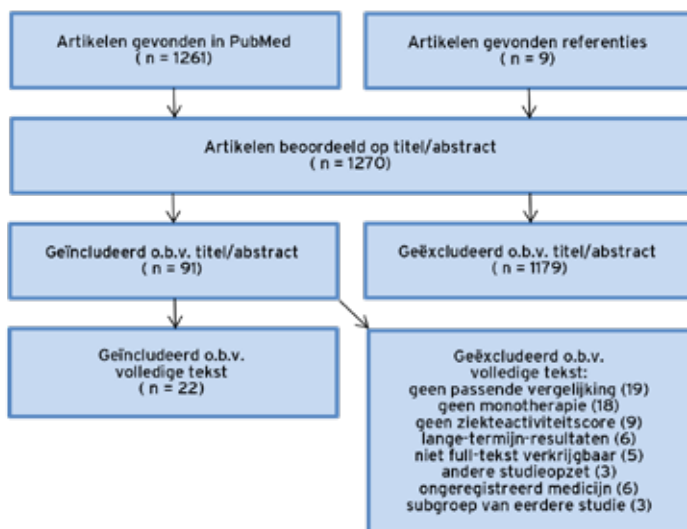 Artikelen gevonden in PubMed
( n = 1261)
Artikelen gevonden referenties
( n = 9)
Artikelen beoordeeld op titel/abstract
( n = 1270)
Geïncludeerd o.b.v. titel/abstract
( n = 91)
Geëxcludeerd o.b.v. titel/abstract
( n = 1179)
Geïncludeerd o.b.v.
volledige tekst
( n = 22)
Geëxcludeerd o.b.v.
volledige tekst:
geen passende vergelijking (19)
geen monotherapie (18)
geen ziekteactiviteitscore (9)
lange-termijn-resultaten (6)
niet full-tekst verkrijgbaar (5)
andere studieopzet (3)
ongeregistreerd medicijn (6)
subgroep van eerdere studie (3)